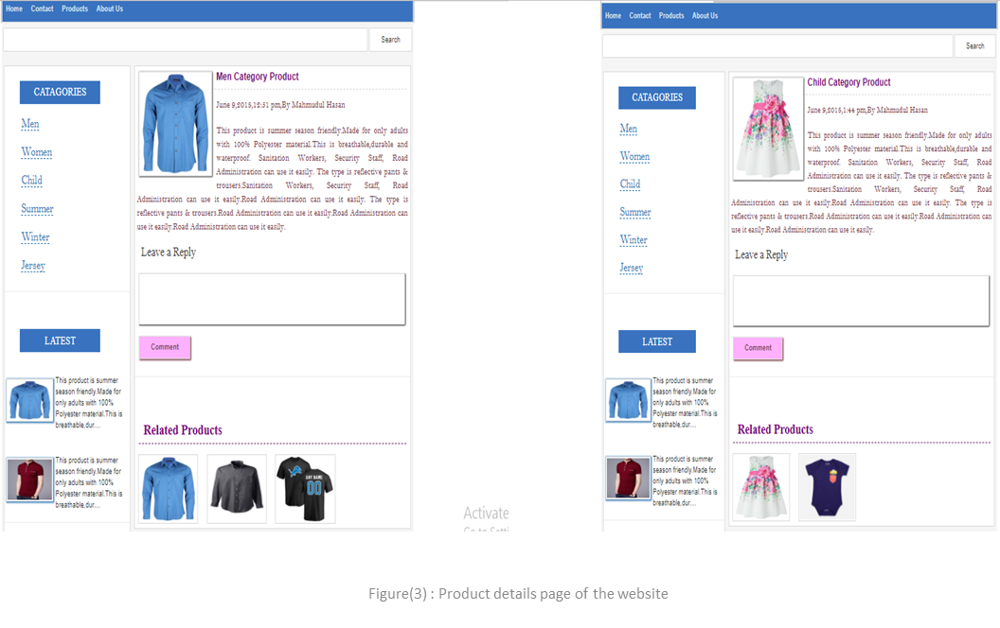 Home Contact Products About Us
Search
CATAGORIES
Men
Women
Child
Summer
Winter
Jersey
LATEST
This product is summer
season friendly.Made for
only adults with 100%
Polyester material.This is
breathable,dur....
This product is summer
season friendly.Made for
only adults with 100%
Polyester material.This is
breathable,dur....
Men Category Product
June 9,2015,12:31 pm,By Mahmudul Hasan
This product is summer season friendly.Made for only adults
with 100% Polyester material.This is breathable,durable and
waterproof. Sanitation Workers, Security Staff, Road
Administration can use it easily. The type is reflective pants &
trousers.Sanitation Workers, Security Staff, Road
Administration can use it easily.Road Administration can use it easily. The type is
reflective pants & trousers.Road Administration can use it easily.Road Administration can
use it easily.Road Administration can use it easily.
Leave a Reply
Comment
Related Products
ANY NAME
00
Activate
Home Contact Products About Us
Search
CATAGORIES
Men
Women
Child
Summer
Winter
Jersey
LATEST
This product is summer
season friendly.Made for
only adults with 100%
Polyester material.This is
breathable,dur....
This product is summer
season friendly.Made for
only adults with 100%
Polyester material.This is
breathable,dur....
Child Category Product
June 9,2015,1:44 pm,By Mahmudul Hasan
This product is summer season friendly.Made for only adults
with 100% Polyester material.This is breathable,durable and
waterproof. Sanitation Workers, Security Staff, Road
Administration can use it easily. The type is reflective pants &
trousers.Sanitation Workers, Security Staff, Road
Administration can use it easily.Road Administration can use it easily. The type is
reflective pants & trousers.Road Administration can use it easily.Road Administration can
use it easily.Road Administration can use it easily.
Leave a Reply
Comment
Related Products
Figure(3) : Product details page of the website